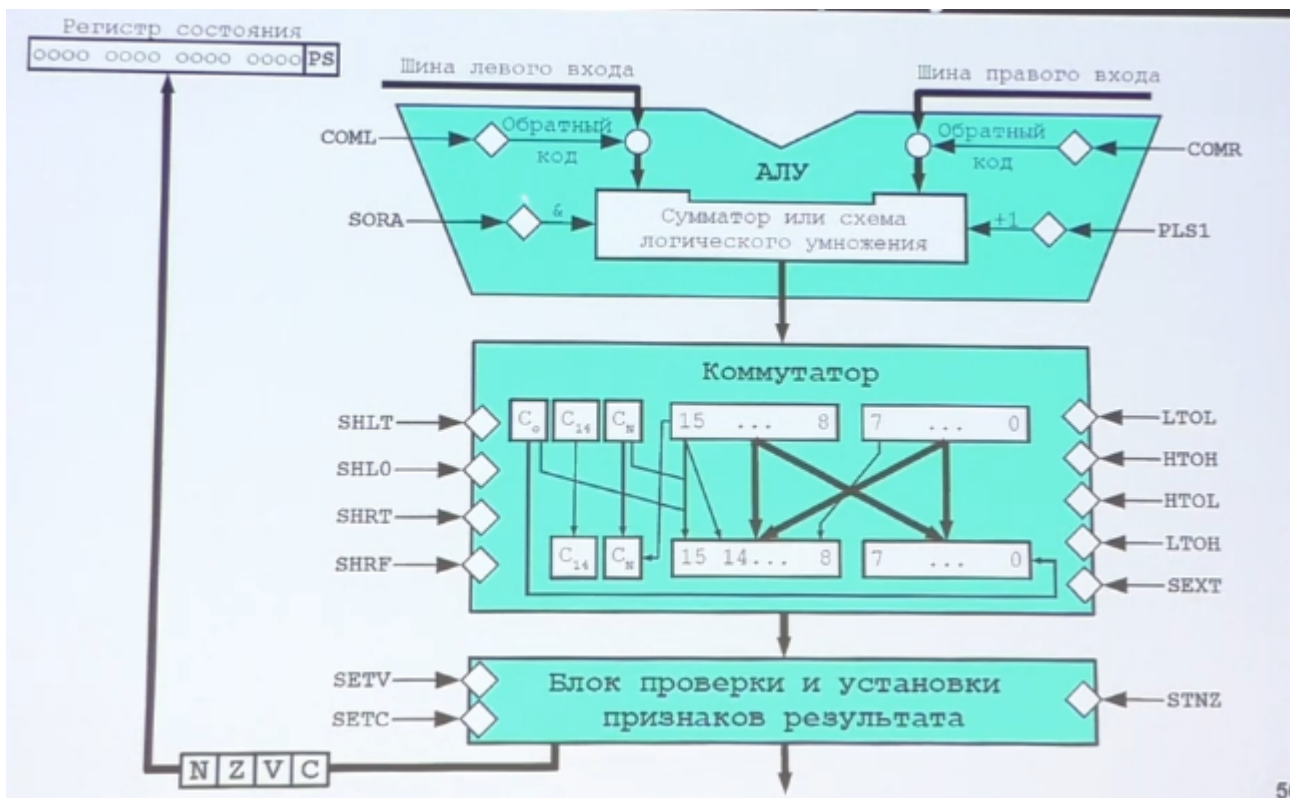 Регистр состояния
0000 0000 0000 0000 PS
Шина левого входа
Шина правого входа
COML
Обратный
код
Обратный
код
COMR
АЛУ
SORA
&
Сумматор или схема
логического умножения
+1
PLS1
Коммутатор
SHLT
SHL0
SHRT
SHRF
C₀ C₁₄ C_N 15 ... 8 7 ... 0
C₁₄ C_N 15 14... 8 7 ... 0
LTOL
HTOH
HTOL
LTOH
SEXT
SETV
SETC
Блок проверки и установки
признаков результата
STNZ
N Z V C